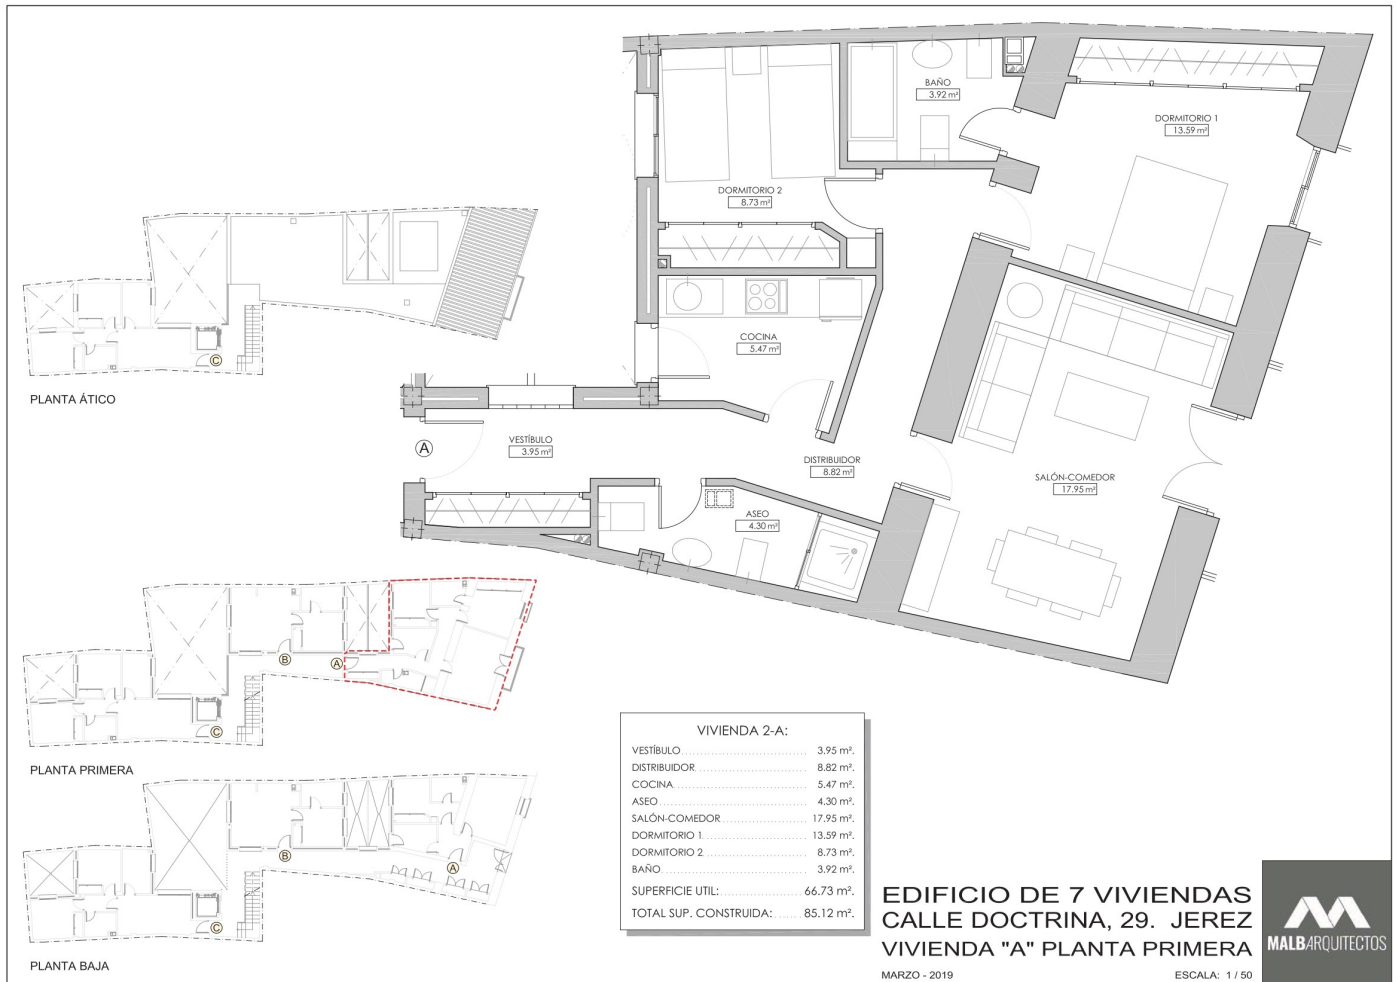 BAÑO
3.92 m²
DORMITORIO 1
13.59 m²
DORMITORIO 2
8.73 m²
COCINA
5.47 m²
A
VESTÍBULO
3.95 m²
DISTRIBUIDOR
8.82 m²
SALÓN-COMEDOR
17.95 m²
ASEO
4.30 m²
C
PLANTA ÁTICO
B
A
C
PLANTA PRIMERA
B
A
C
PLANTA BAJA
VIVIENDA 2-A:
VESTÍBULO 3.95 m².
DISTRIBUIDOR 8.82 m².
COCINA 5.47 m².
ASEO 4.30 m².
SALÓN-COMEDOR 17.95 m².
DORMITORIO 1 13.59 m².
DORMITORIO 2 8.73 m².
BAÑO 3.92 m².
SUPERFICIE UTIL: 66.73 m².
TOTAL SUP. CONSTRUIDA: 85.12 m².
EDIFICIO DE 7 VIVIENDAS
CALLE DOCTRINA, 29. JEREZ
VIVIENDA "A" PLANTA PRIMERA
MARZO - 2019 ESCALA: 1 / 50
MALBARQUITECTOS